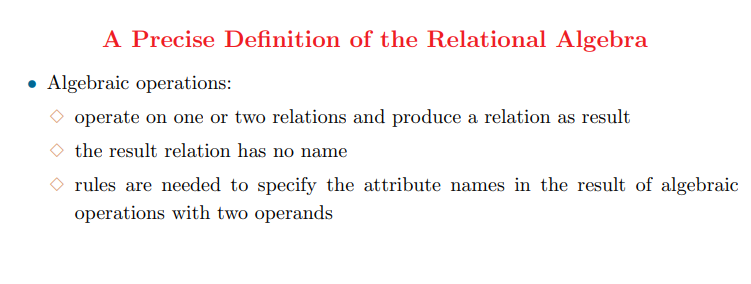 A Precise Definition of the Relational Algebra
• Algebraic operations:
◇ operate on one or two relations and produce a relation as result
◇ the result relation has no name
◇ rules are needed to specify the attribute names in the result of algebraic
operations with two operands